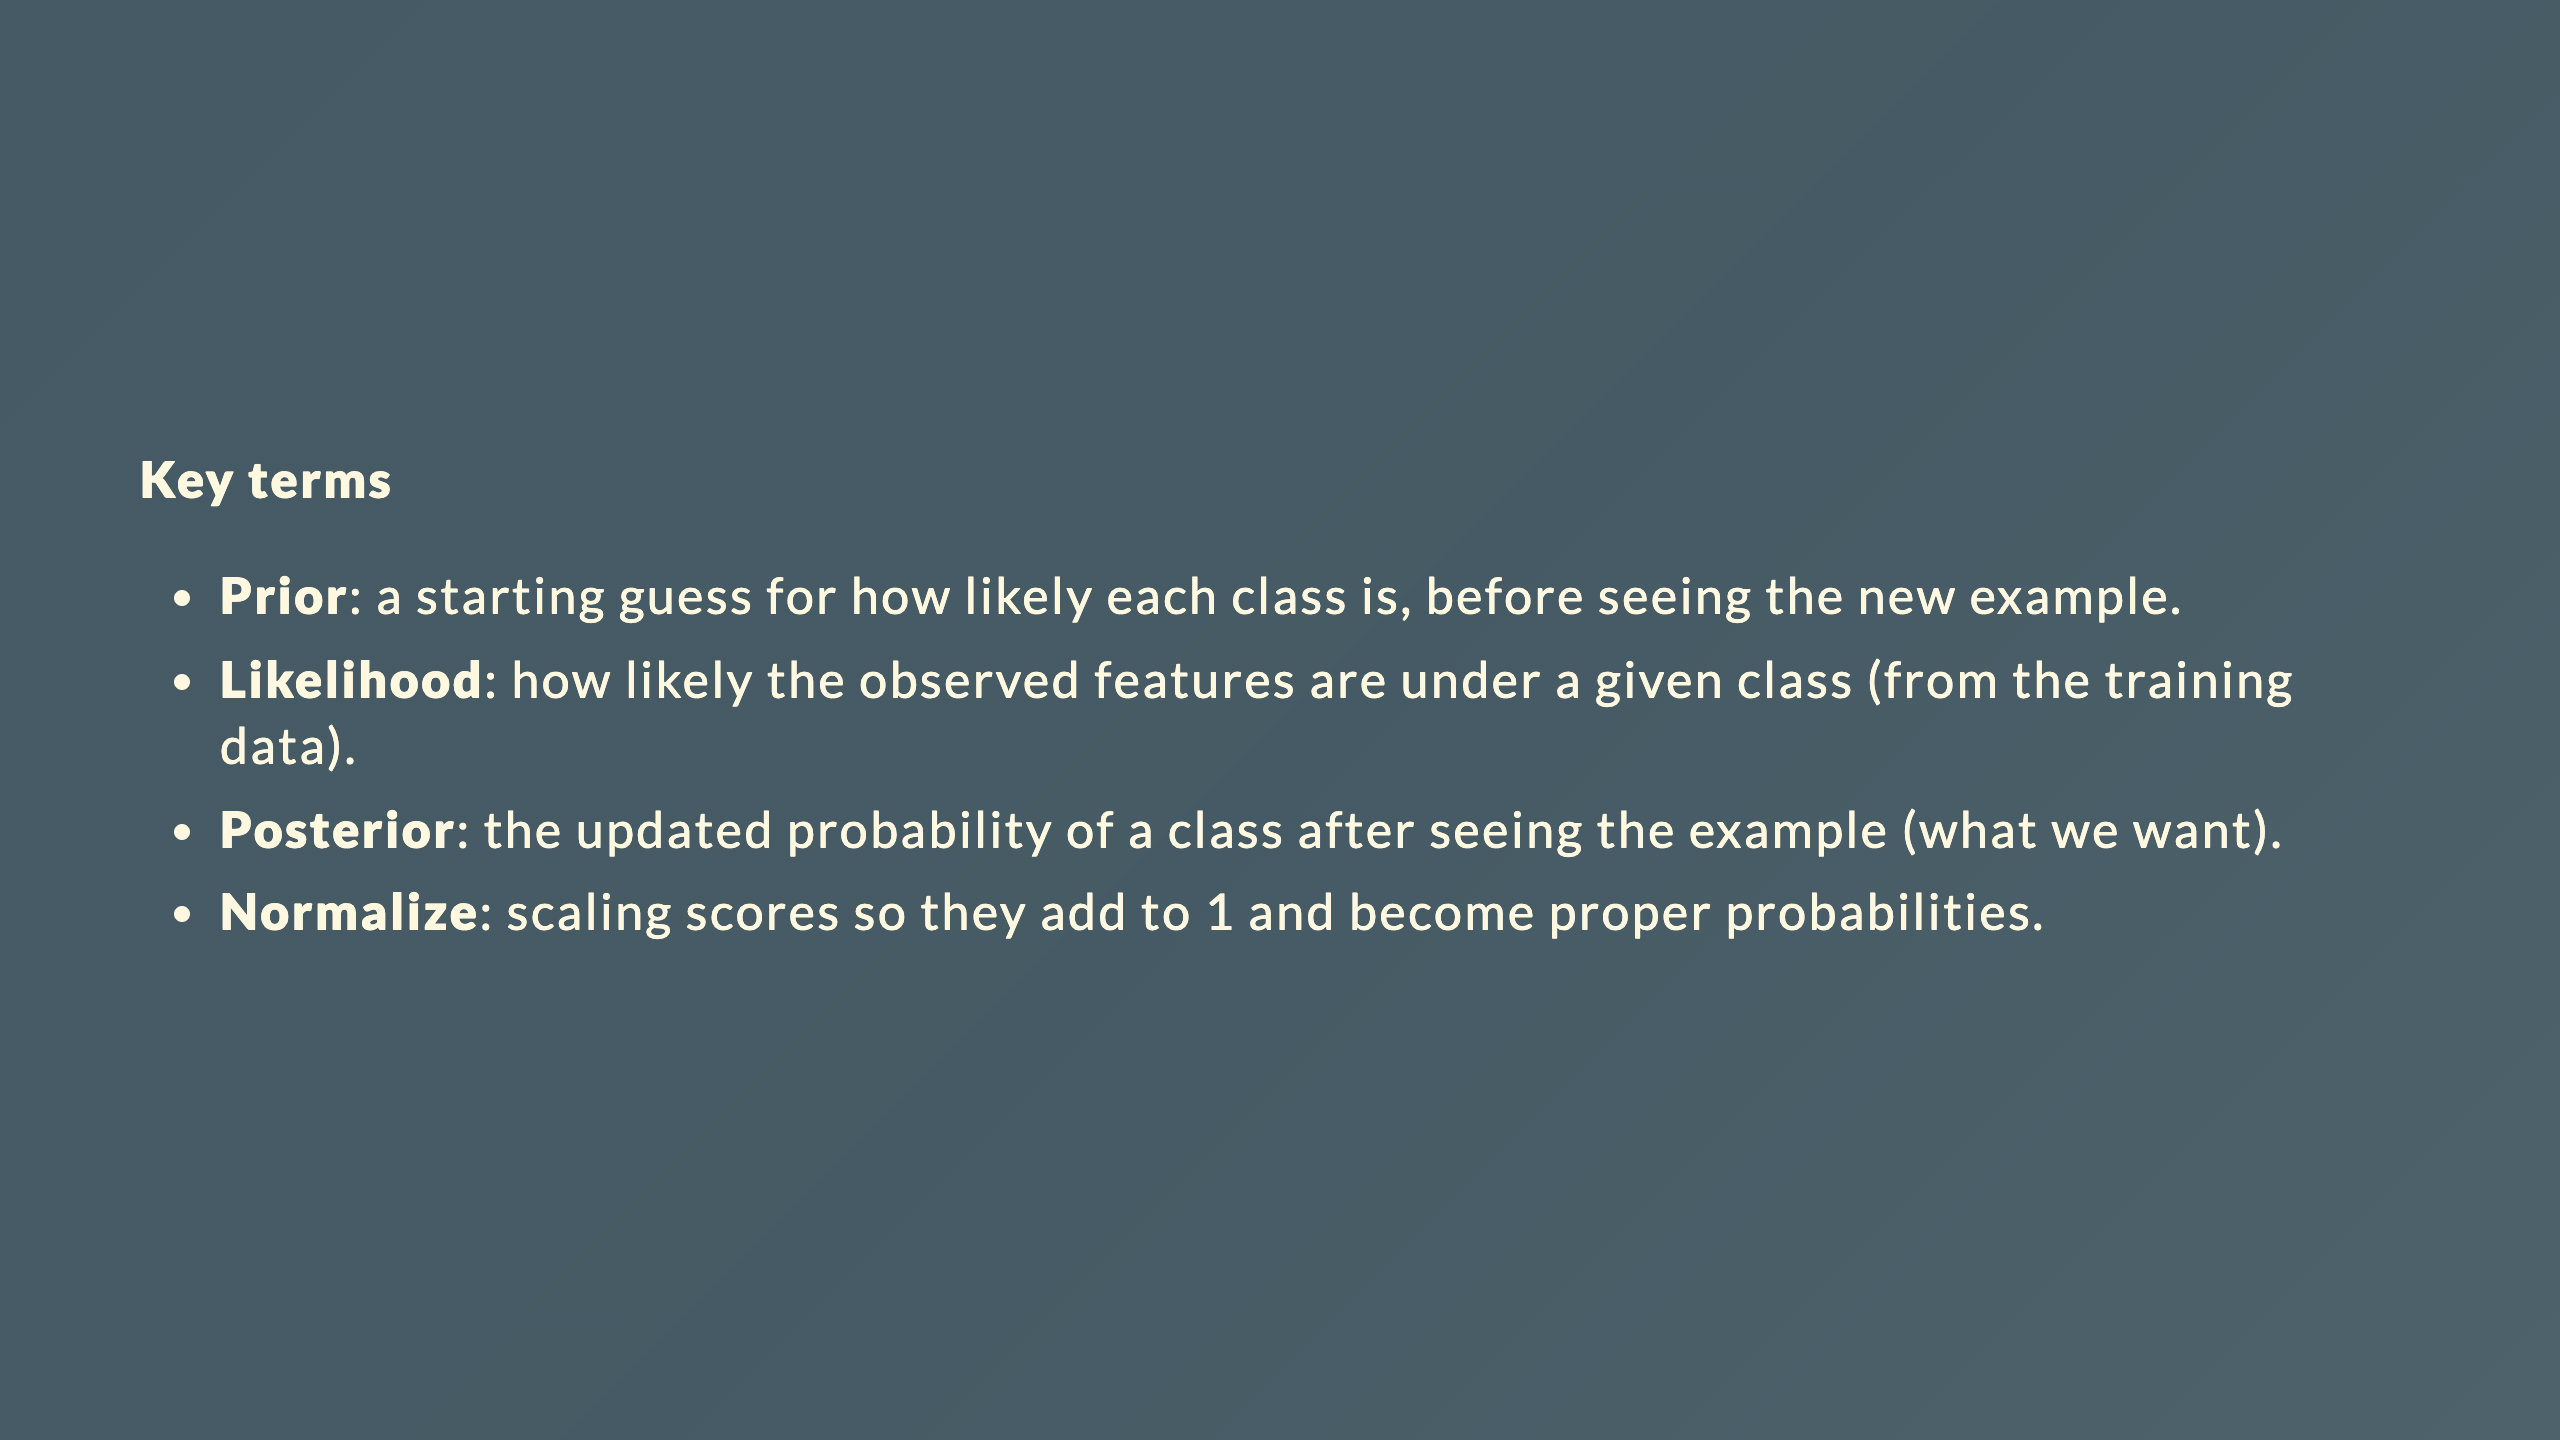 Key terms
• Prior: a starting guess for how likely each class is, before seeing the new example.
• Likelihood: how likely the observed features are under a given class (from the training
data).
• Posterior: the updated probability of a class after seeing the example (what we want).
• Normalize: scaling scores so they add to 1 and become proper probabilities.